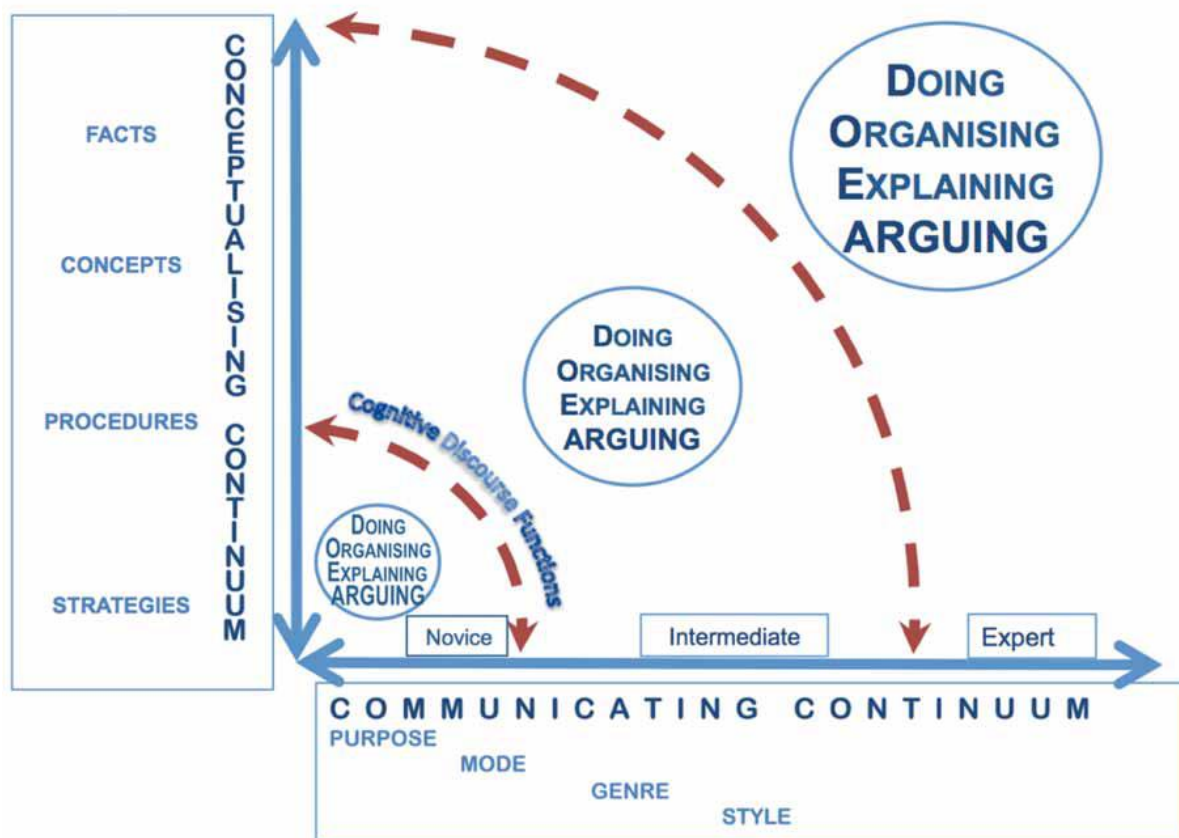 CONCEPTUALISING CONTINUUM
FACTS
CONCEPTS
PROCEDURES
STRATEGIES
DOING
ORGANISING
EXPLAINING
ARGUING
DOING
ORGANISING
EXPLAINING
ARGUING
Cognitive Discourse Functions
DOING
ORGANISING
EXPLAINING
ARGUING
Novice
Intermediate
Expert
COMMUNICATING CONTINUUM
PURPOSE
MODE
GENRE
STYLE